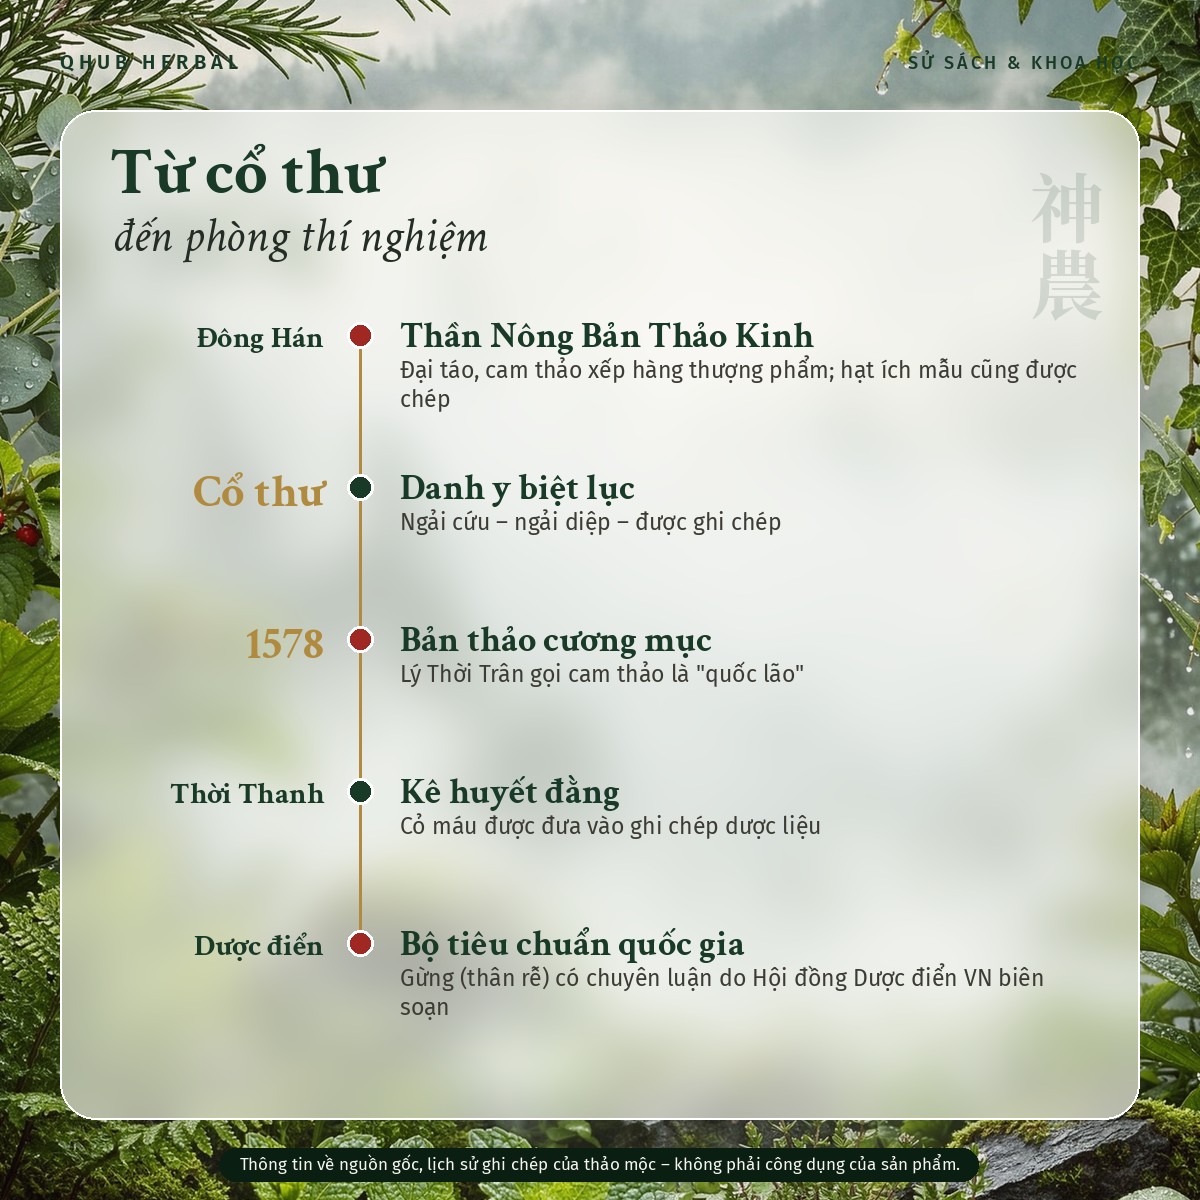 QHUB HERBAL
SỬ SÁCH & KHOA HỌC
Từ cổ thư
đến phòng thí nghiệm
神
農
Đông Hán
Thần Nông Bản Thảo Kinh
Đại táo, cam thảo xếp hàng thượng phẩm; hạt ích mẫu cũng được
chép
Cổ thư
Danh y biệt lục
Ngải cứu – ngải diệp – được ghi chép
1578
Bản thảo cương mục
Lý Thời Trân gọi cam thảo là "quốc lão"
Thời Thanh
Kê huyết đằng
Cỏ máu được đưa vào ghi chép dược liệu
Dược điển
Bộ tiêu chuẩn quốc gia
Gừng (thân rễ) có chuyên luận do Hội đồng Dược điển VN biên
soạn
Thông tin về nguồn gốc, lịch sử ghi chép của thảo mộc – không phải công dụng của sản phẩm.